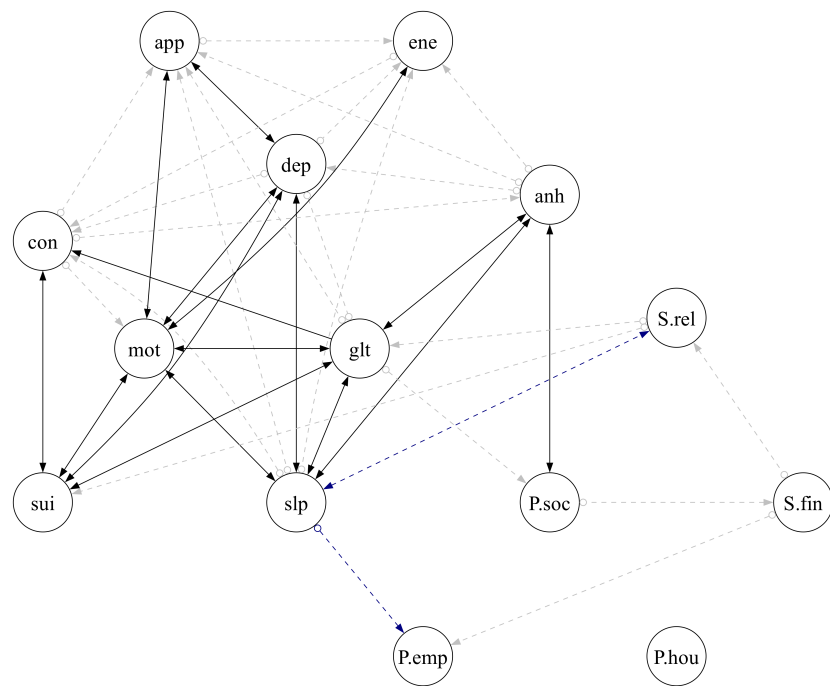 app
ene
dep
anh
con
S.rel
mot
glt
sui
slp
P.soc
S.fin
P.emp
P.hou